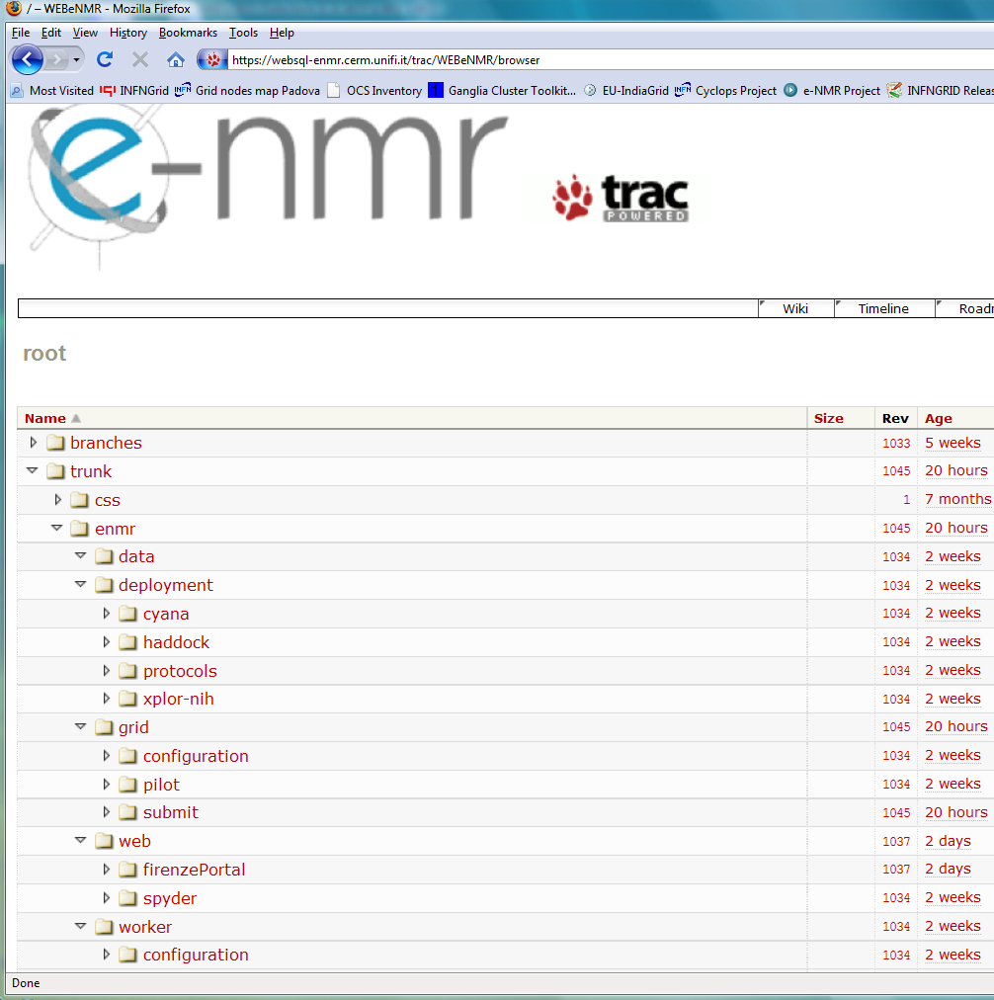 / – WEBeNMR - Mozilla Firefox
File Edit View History Bookmarks Tools Help
https://websql-enmr.cerm.unifi.it/trac/WEBeNMR/browser
Most Visited INFNGrid INFN Grid nodes map Padova OCS Inventory 1 Ganglia Cluster Toolkit... EU-IndiaGrid INFN Cyclops Project e-NMR Project INFNGRID Releas
e-nmr
trac
POWERED
Wiki Timeline Roadr
root
Name Size Rev Age
branches 1033 5 weeks
trunk 1045 20 hours
css 1 7 months
enmr 1045 20 hours
data 1034 2 weeks
deployment 1034 2 weeks
cyana 1034 2 weeks
haddock 1034 2 weeks
protocols 1034 2 weeks
xplor-nih 1034 2 weeks
grid 1045 20 hours
configuration 1034 2 weeks
pilot 1034 2 weeks
submit 1045 20 hours
web 1037 2 days
firenzePortal 1037 2 days
spyder 1034 2 weeks
worker 1034 2 weeks
configuration 1034 2 weeks
Done